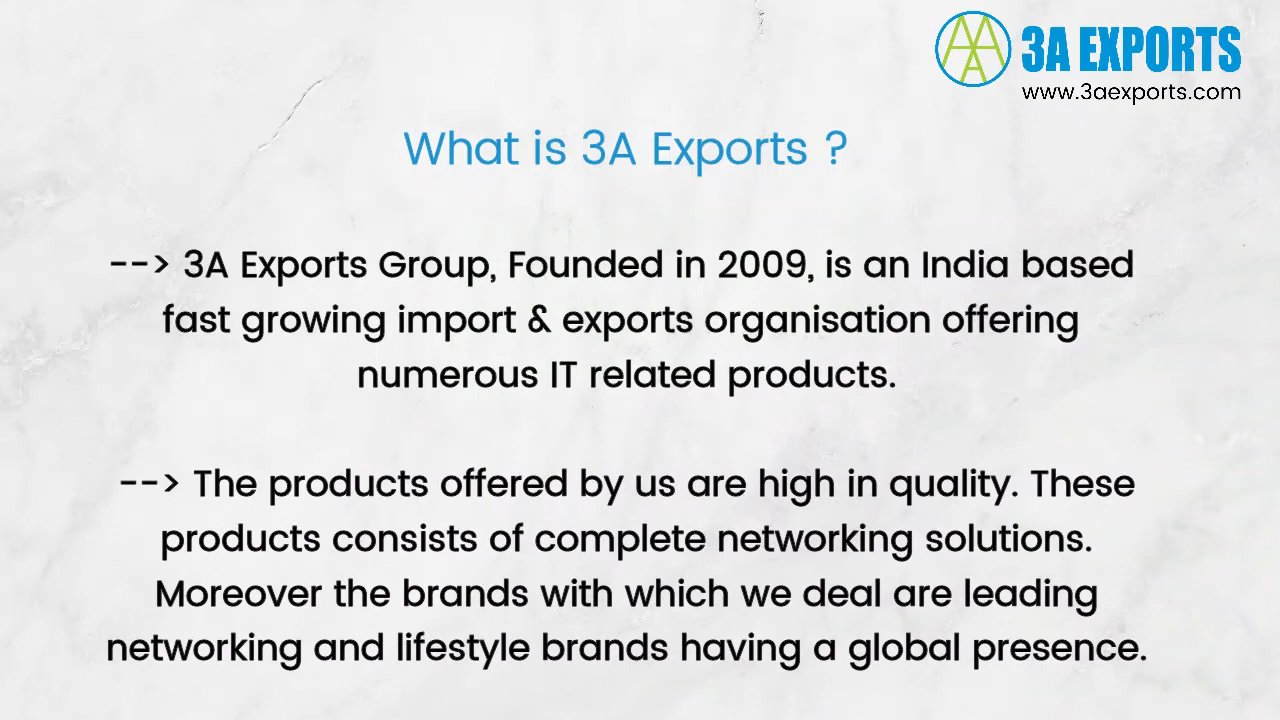 3A EXPORTS
www.3aexports.com
What is 3A Exports ?
--> 3A Exports Group, Founded in 2009, is an India based
fast growing import & exports organisation offering
numerous IT related products.
--> The products offered by us are high in quality. These
products consists of complete networking solutions.
Moreover the brands with which we deal are leading
networking and lifestyle brands having a global presence.